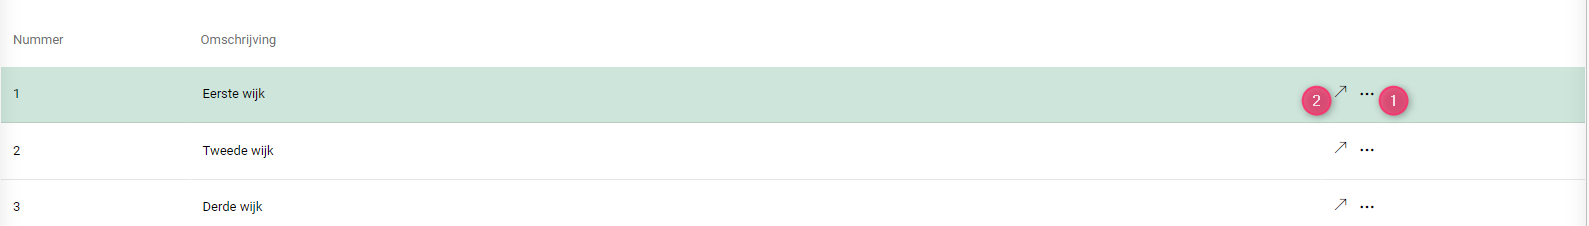 Nummer Omschrijving
1 Eerste wijk 2 1
2 Tweede wijk
3 Derde wijk